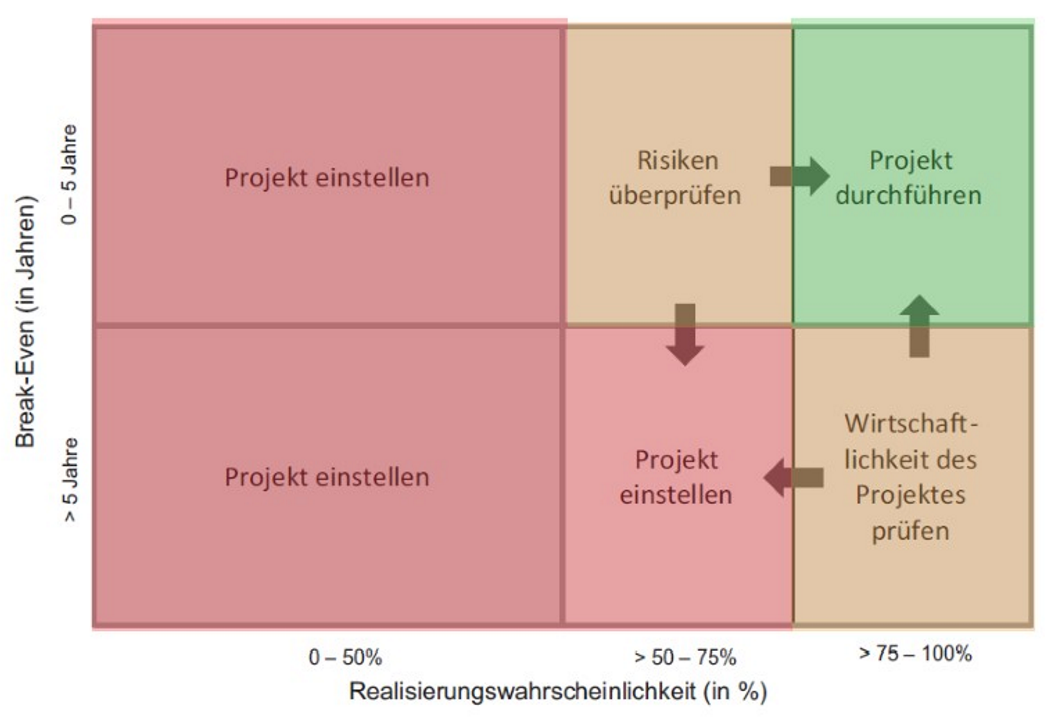 Break-Even (in Jahren)
0 – 5 Jahre
Projekt einstellen
Risiken
überprüfen
Projekt
durchführen
> 5 Jahre
Projekt einstellen
Projekt
einstellen
Wirtschaft-
lichkeit des
Projektes
prüfen
0 – 50%
> 50 – 75%
> 75 – 100%
Realisierungswahrscheinlichkeit (in %)